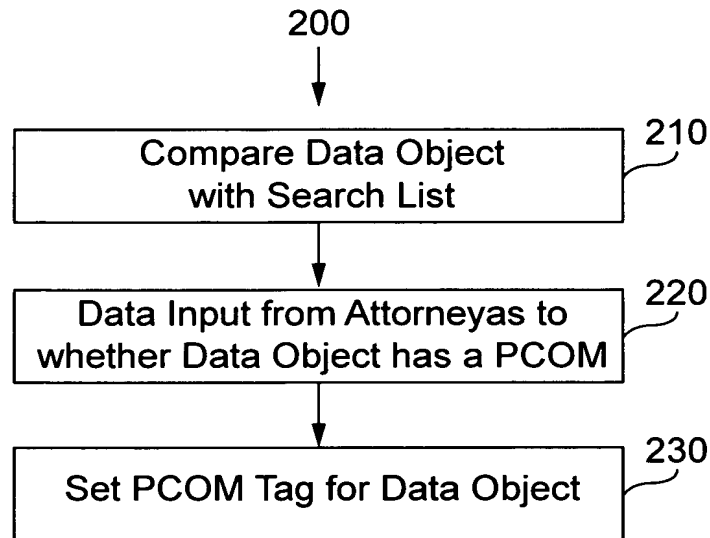 200
Compare Data Object
with Search List
210
Data Input from Attorneyas to
whether Data Object has a PCOM
220
Set PCOM Tag for Data Object
230